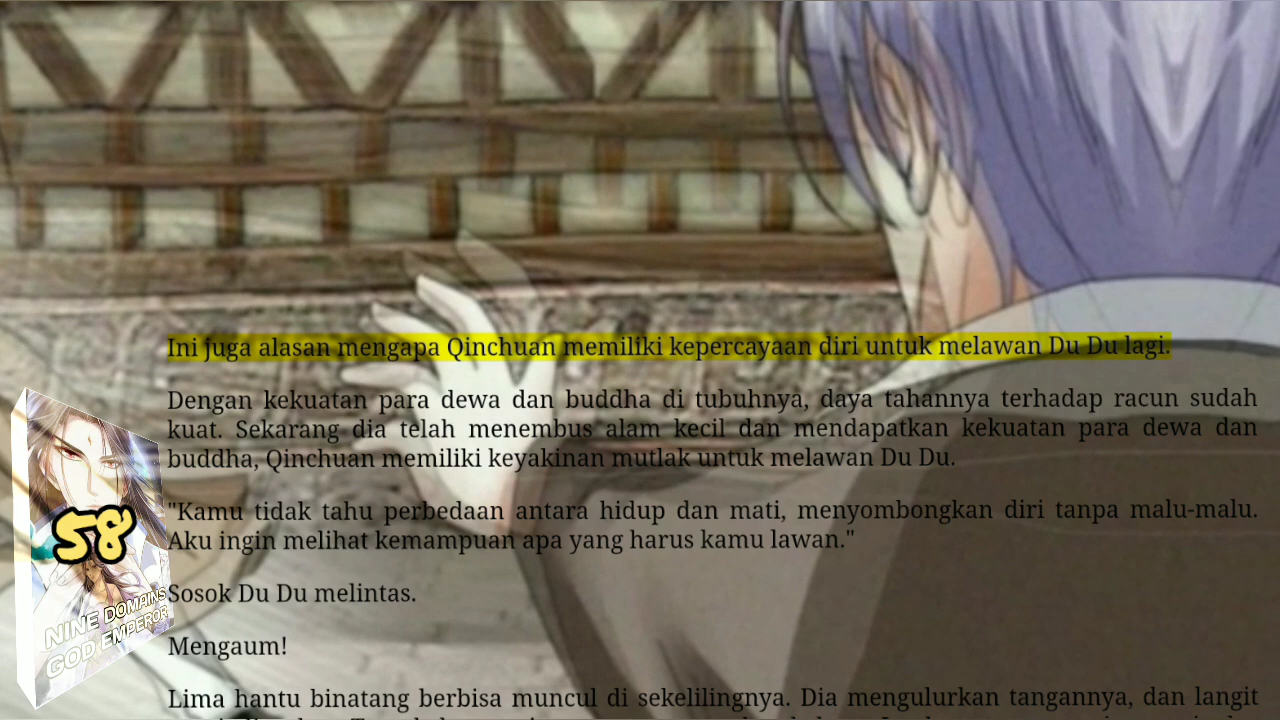 Ini juga alasan mengapa Qinchuan memiliki kepercayaan diri untuk melawan Du Du lagi.
Dengan kekuatan para dewa dan buddha di tubuhnya, daya tahannya terhadap racun sudah
kuat. Sekarang dia telah menembus alam kecil dan mendapatkan kekuatan para dewa dan
buddha, Qinchuan memiliki keyakinan mutlak untuk melawan Du Du.
"Kamu tidak tahu perbedaan antara hidup dan mati, menyombongkan diri tanpa malu-malu.
Aku ingin melihat kemampuan apa yang harus kamu lawan."
Sosok Du Du melintas.
Mengaum!
Lima hantu binatang berbisa muncul di sekelilingnya. Dia mengulurkan tangannya, dan langit
58
NINE DOMAINS
GOD EMPEROR